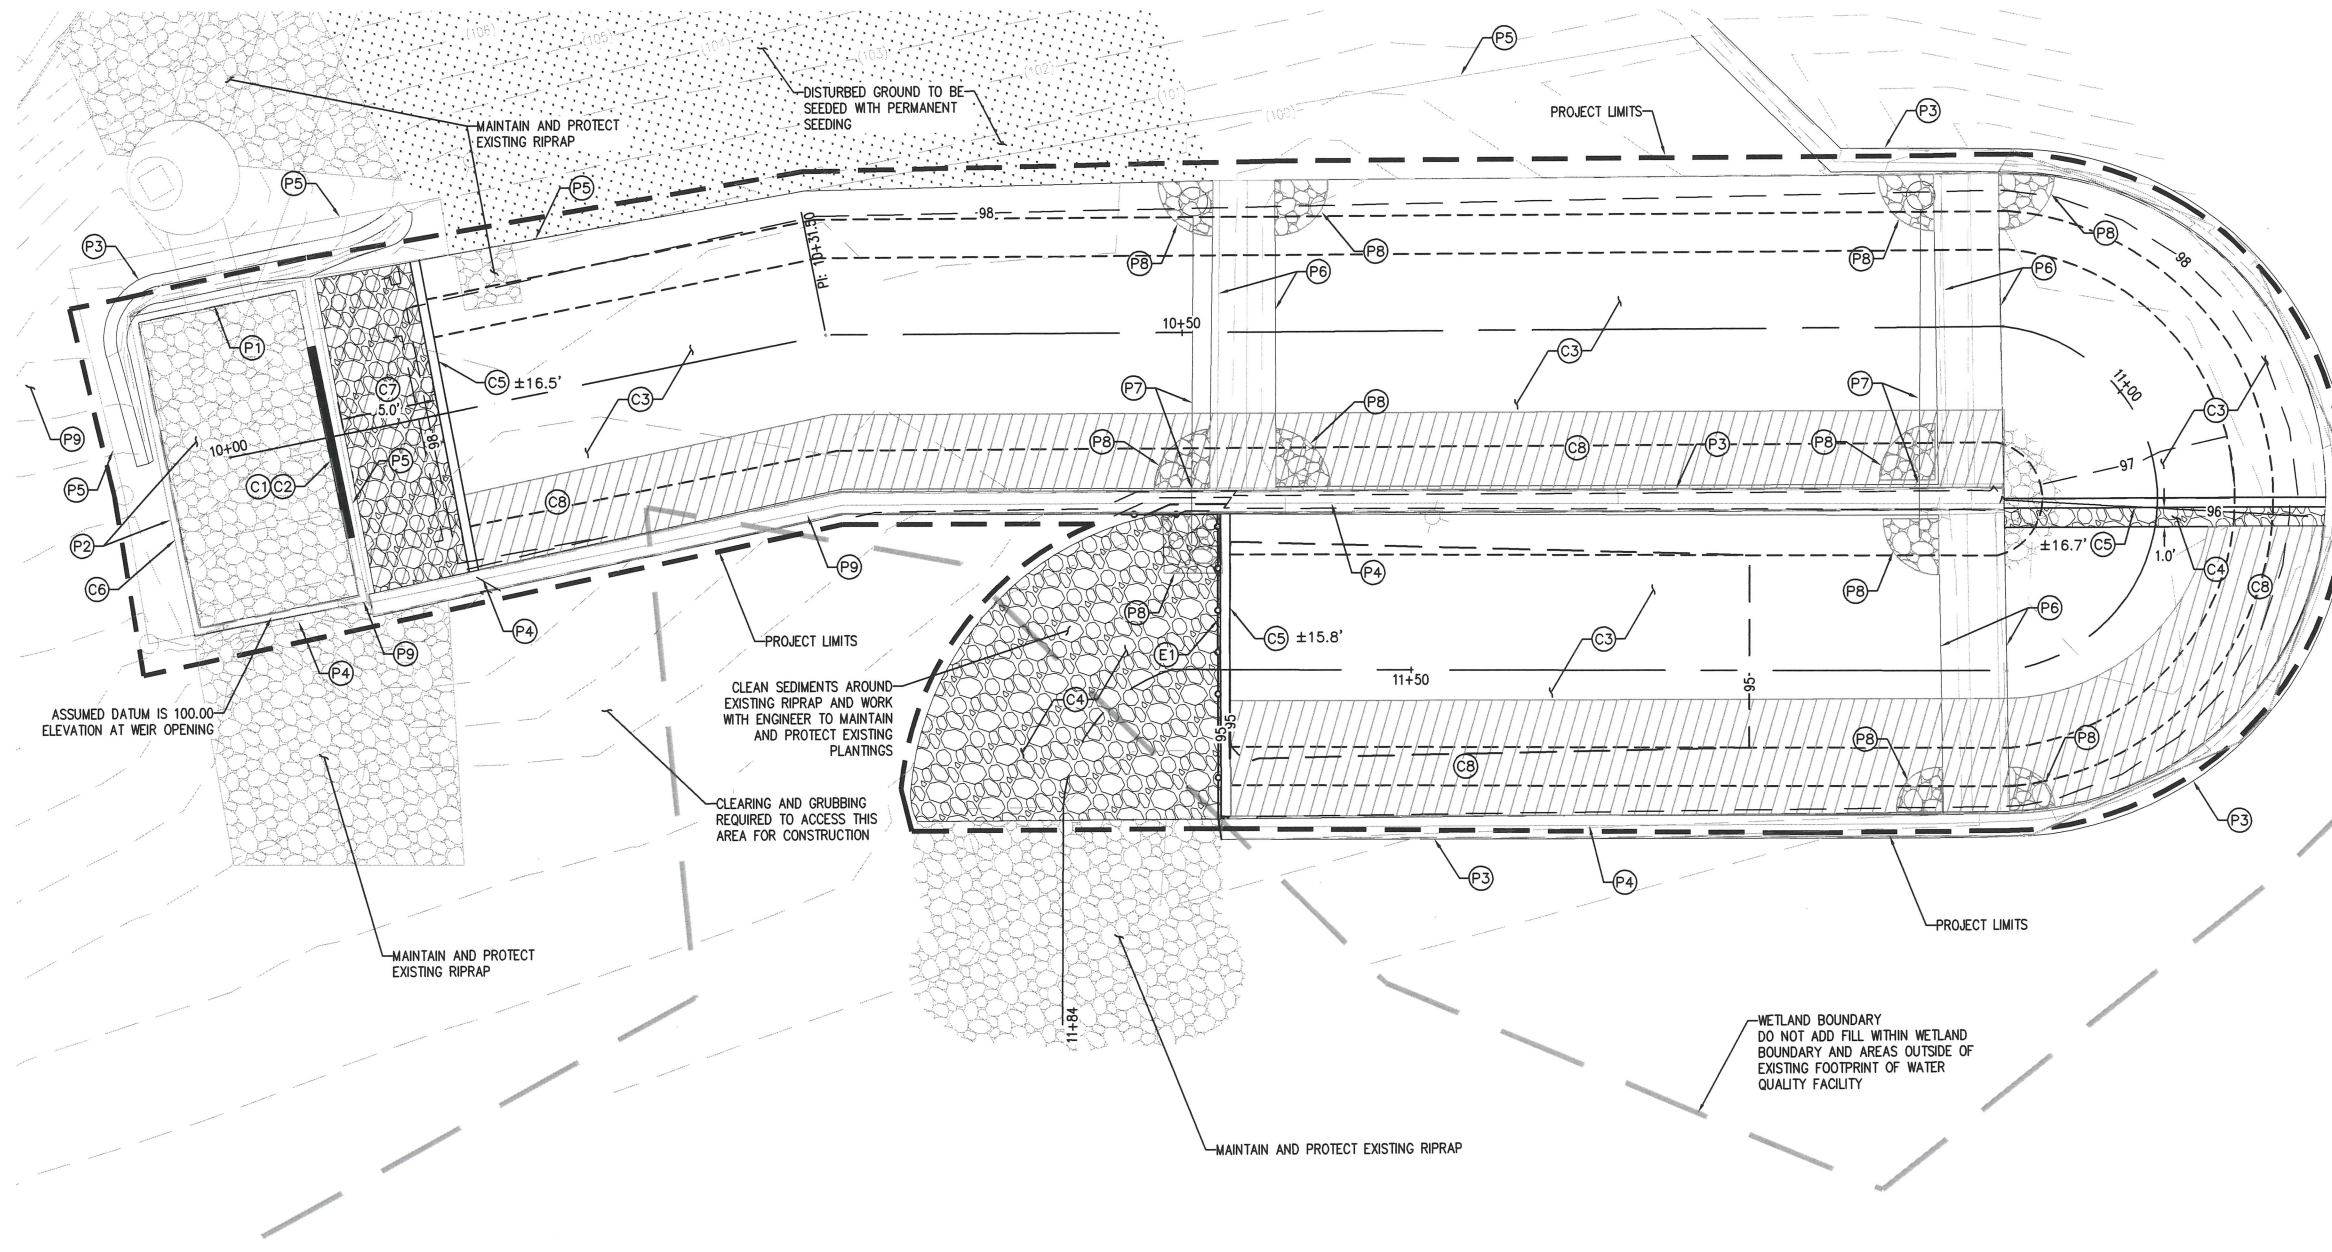 (106)
(105)
(104)
(103)
(102)
(101)
(100)
P5
DISTURBED GROUND TO BE
SEEDED WITH PERMANENT
SEEDING
MAINTAIN AND PROTECT
EXISTING RIPRAP
PROJECT LIMITS
P3
P5
P5
P3
98
PI: 10+31.50
P8
P8
P6
P8
P8
P6
98
P1
10+50
C5 ±16.5'
C3
C3
P7
P7
11+00
C3
C7
5.0'
98
P9
10+00
P8
P8
C8
P3
P8
97
C1 C2
P5
P5
C8
96
P2
C6
P9
P4
P8
±16.7' C5
1.0'
C4
C8
P8
P4
P9
P4
PROJECT LIMITS
E1
C5 ±15.8'
C3
P6
ASSUMED DATUM IS 100.00
ELEVATION AT WEIR OPENING
CLEAN SEDIMENTS AROUND
EXISTING RIPRAP AND WORK
WITH ENGINEER TO MAINTAIN
AND PROTECT EXISTING
PLANTINGS
C4
11+50
95
95
95
P8
P8
C8
CLEARING AND GRUBBING
REQUIRED TO ACCESS THIS
AREA FOR CONSTRUCTION
P3
P3
P4
PROJECT LIMITS
MAINTAIN AND PROTECT
EXISTING RIPRAP
11+84
WETLAND BOUNDARY
DO NOT ADD FILL WITHIN WETLAND
BOUNDARY AND AREAS OUTSIDE OF
EXISTING FOOTPRINT OF WATER
QUALITY FACILITY
MAINTAIN AND PROTECT EXISTING RIPRAP